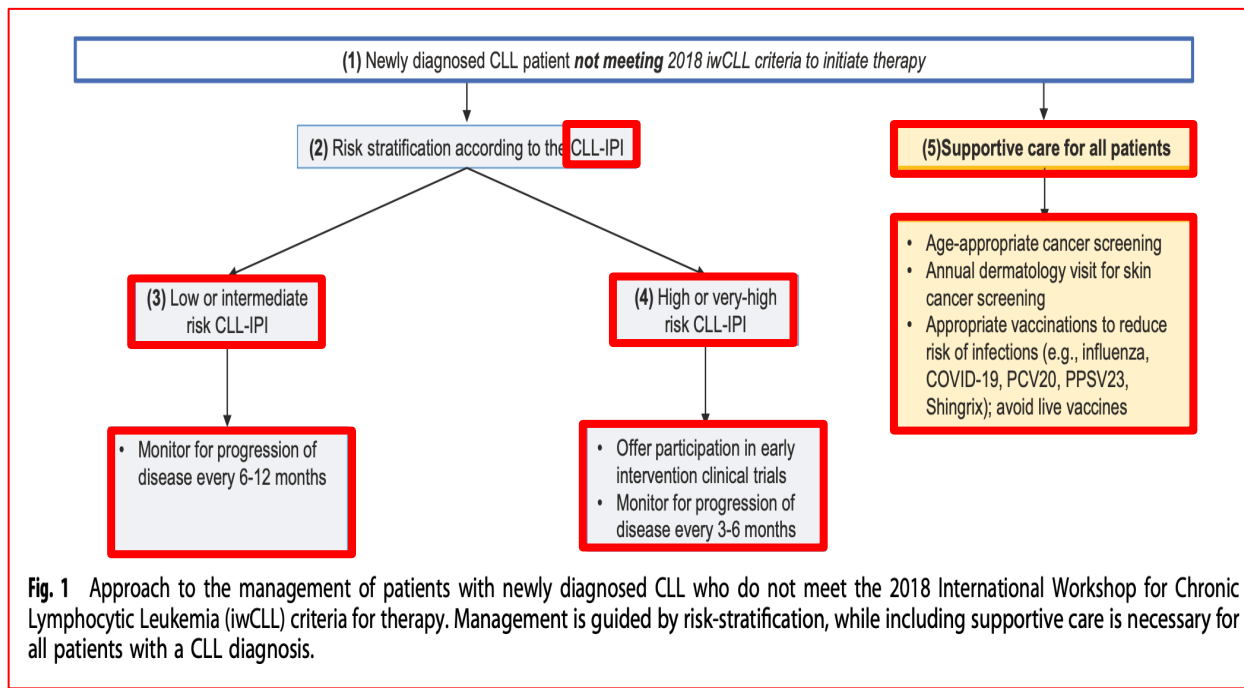 (1) Newly diagnosed CLL patient not meeting 2018 iwCLL criteria to initiate therapy
(2) Risk stratification according to the CLL-IPI
(5)Supportive care for all patients
(3) Low or intermediate
risk CLL-IPI
(4) High or very-high
risk CLL-IPI
• Age-appropriate cancer screening
• Annual dermatology visit for skin
cancer screening
• Appropriate vaccinations to reduce
risk of infections (e.g., influenza,
COVID-19, PCV20, PPSV23,
Shingrix); avoid live vaccines
• Monitor for progression of
disease every 6-12 months
• Offer participation in early
intervention clinical trials
• Monitor for progression of
disease every 3-6 months
Fig. 1 Approach to the management of patients with newly diagnosed CLL who do not meet the 2018 International Workshop for Chronic
Lymphocytic Leukemia (iwCLL) criteria for therapy. Management is guided by risk-stratification, while including supportive care is necessary for
all patients with a CLL diagnosis.